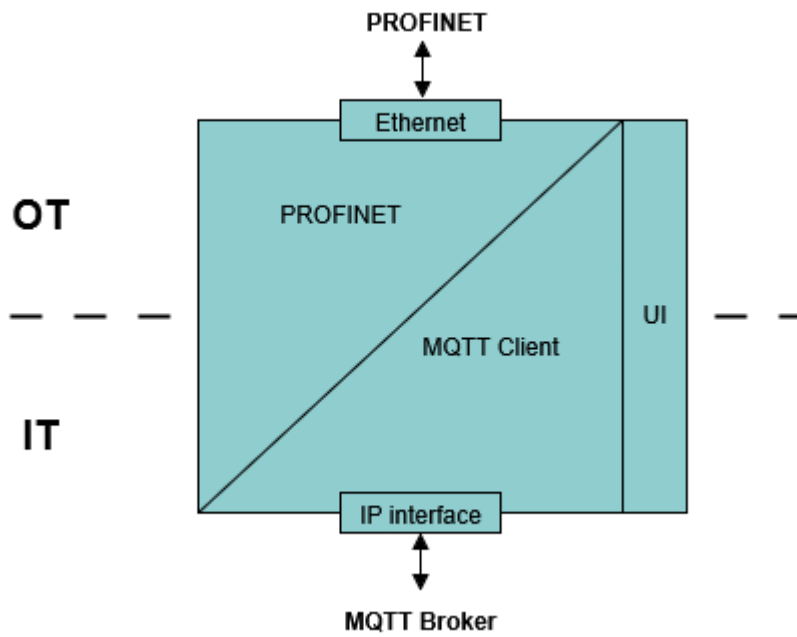 PROFINET
Ethernet
OT
PROFINET
UI
MQTT Client
IT
IP interface
MQTT Broker